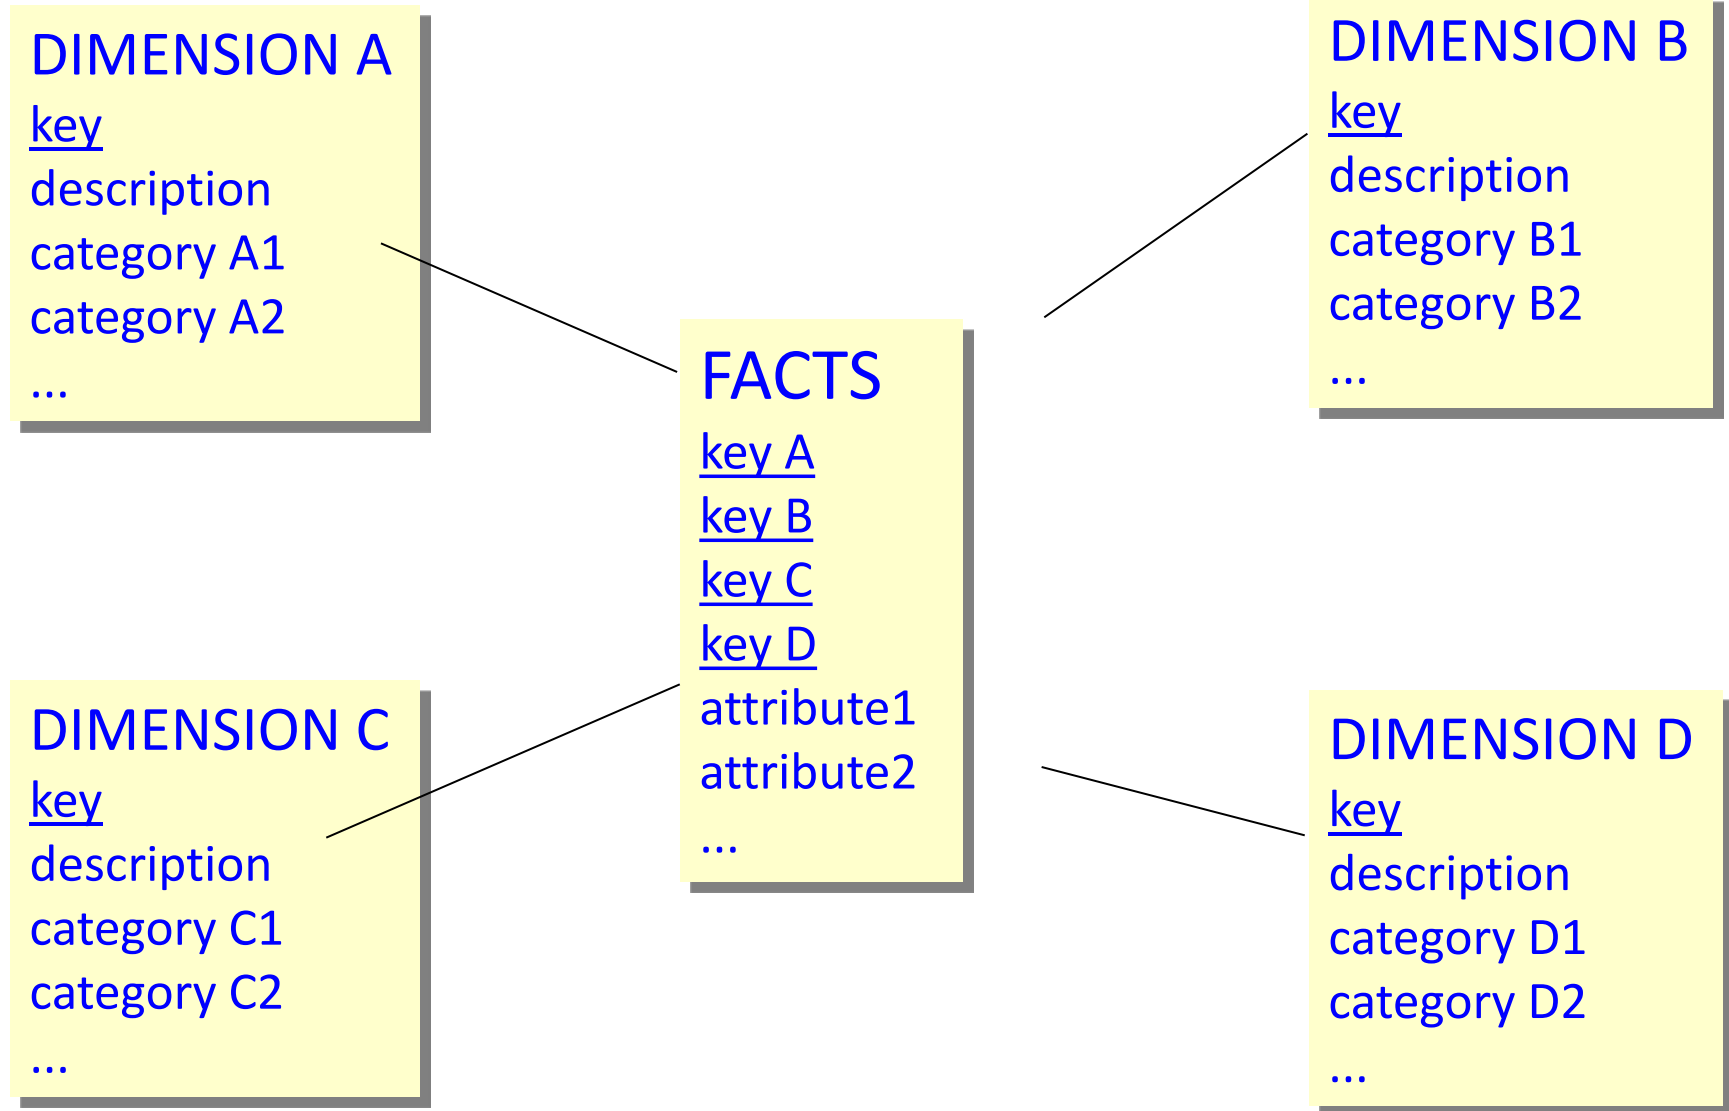 DIMENSION A
key
description
category A1
category A2
...
DIMENSION B
key
description
category B1
category B2
...
FACTS
key A
key B
key C
key D
attribute1
attribute2
...
DIMENSION C
key
description
category C1
category C2
...
DIMENSION D
key
description
category D1
category D2
...